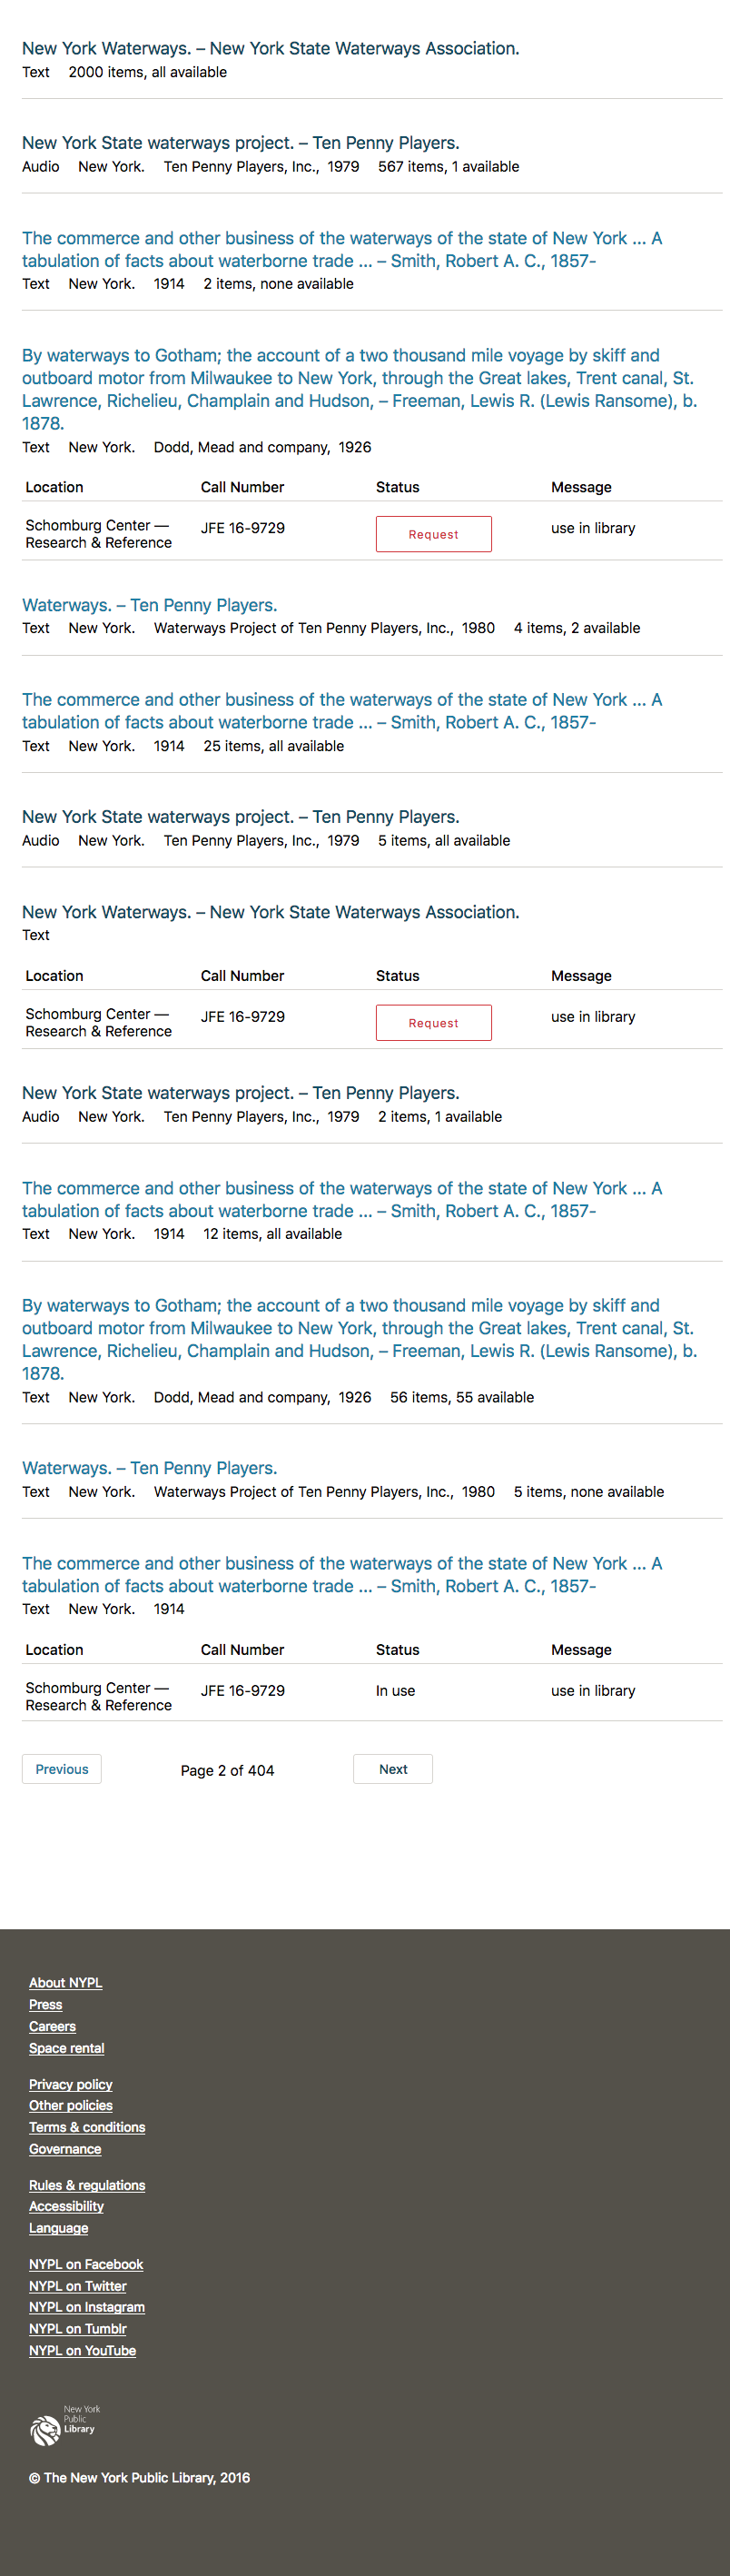 New York Waterways. – New York State Waterways Association.
Text 2000 items, all available
New York State waterways project. – Ten Penny Players.
Audio New York. Ten Penny Players, Inc., 1979 567 items, 1 available
The commerce and other business of the waterways of the state of New York ... A
tabulation of facts about waterborne trade ... – Smith, Robert A. C., 1857-
Text New York. 1914 2 items, none available
By waterways to Gotham; the account of a two thousand mile voyage by skiff and
outboard motor from Milwaukee to New York, through the Great lakes, Trent canal, St.
Lawrence, Richelieu, Champlain and Hudson, – Freeman, Lewis R. (Lewis Ransome), b.
1878.
Text New York. Dodd, Mead and company, 1926
Location Call Number Status Message
Schomburg Center — JFE 16-9729 Request use in library
Research & Reference
Waterways. – Ten Penny Players.
Text New York. Waterways Project of Ten Penny Players, Inc., 1980 4 items, 2 available
The commerce and other business of the waterways of the state of New York ... A
tabulation of facts about waterborne trade ... – Smith, Robert A. C., 1857-
Text New York. 1914 25 items, all available
New York State waterways project. – Ten Penny Players.
Audio New York. Ten Penny Players, Inc., 1979 5 items, all available
New York Waterways. – New York State Waterways Association.
Text
Location Call Number Status Message
Schomburg Center — JFE 16-9729 Request use in library
Research & Reference
New York State waterways project. – Ten Penny Players.
Audio New York. Ten Penny Players, Inc., 1979 2 items, 1 available
The commerce and other business of the waterways of the state of New York ... A
tabulation of facts about waterborne trade ... – Smith, Robert A. C., 1857-
Text New York. 1914 12 items, all available
By waterways to Gotham; the account of a two thousand mile voyage by skiff and
outboard motor from Milwaukee to New York, through the Great lakes, Trent canal, St.
Lawrence, Richelieu, Champlain and Hudson, – Freeman, Lewis R. (Lewis Ransome), b.
1878.
Text New York. Dodd, Mead and company, 1926 56 items, 55 available
Waterways. – Ten Penny Players.
Text New York. Waterways Project of Ten Penny Players, Inc., 1980 5 items, none available
The commerce and other business of the waterways of the state of New York ... A
tabulation of facts about waterborne trade ... – Smith, Robert A. C., 1857-
Text New York. 1914
Location Call Number Status Message
Schomburg Center — JFE 16-9729 In use use in library
Research & Reference
Previous Page 2 of 404 Next
About NYPL
Press
Careers
Space rental
Privacy policy
Other policies
Terms & conditions
Governance
Rules & regulations
Accessibility
Language
NYPL on Facebook
NYPL on Twitter
NYPL on Instagram
NYPL on Tumblr
NYPL on YouTube
New York
Public
Library
© The New York Public Library, 2016